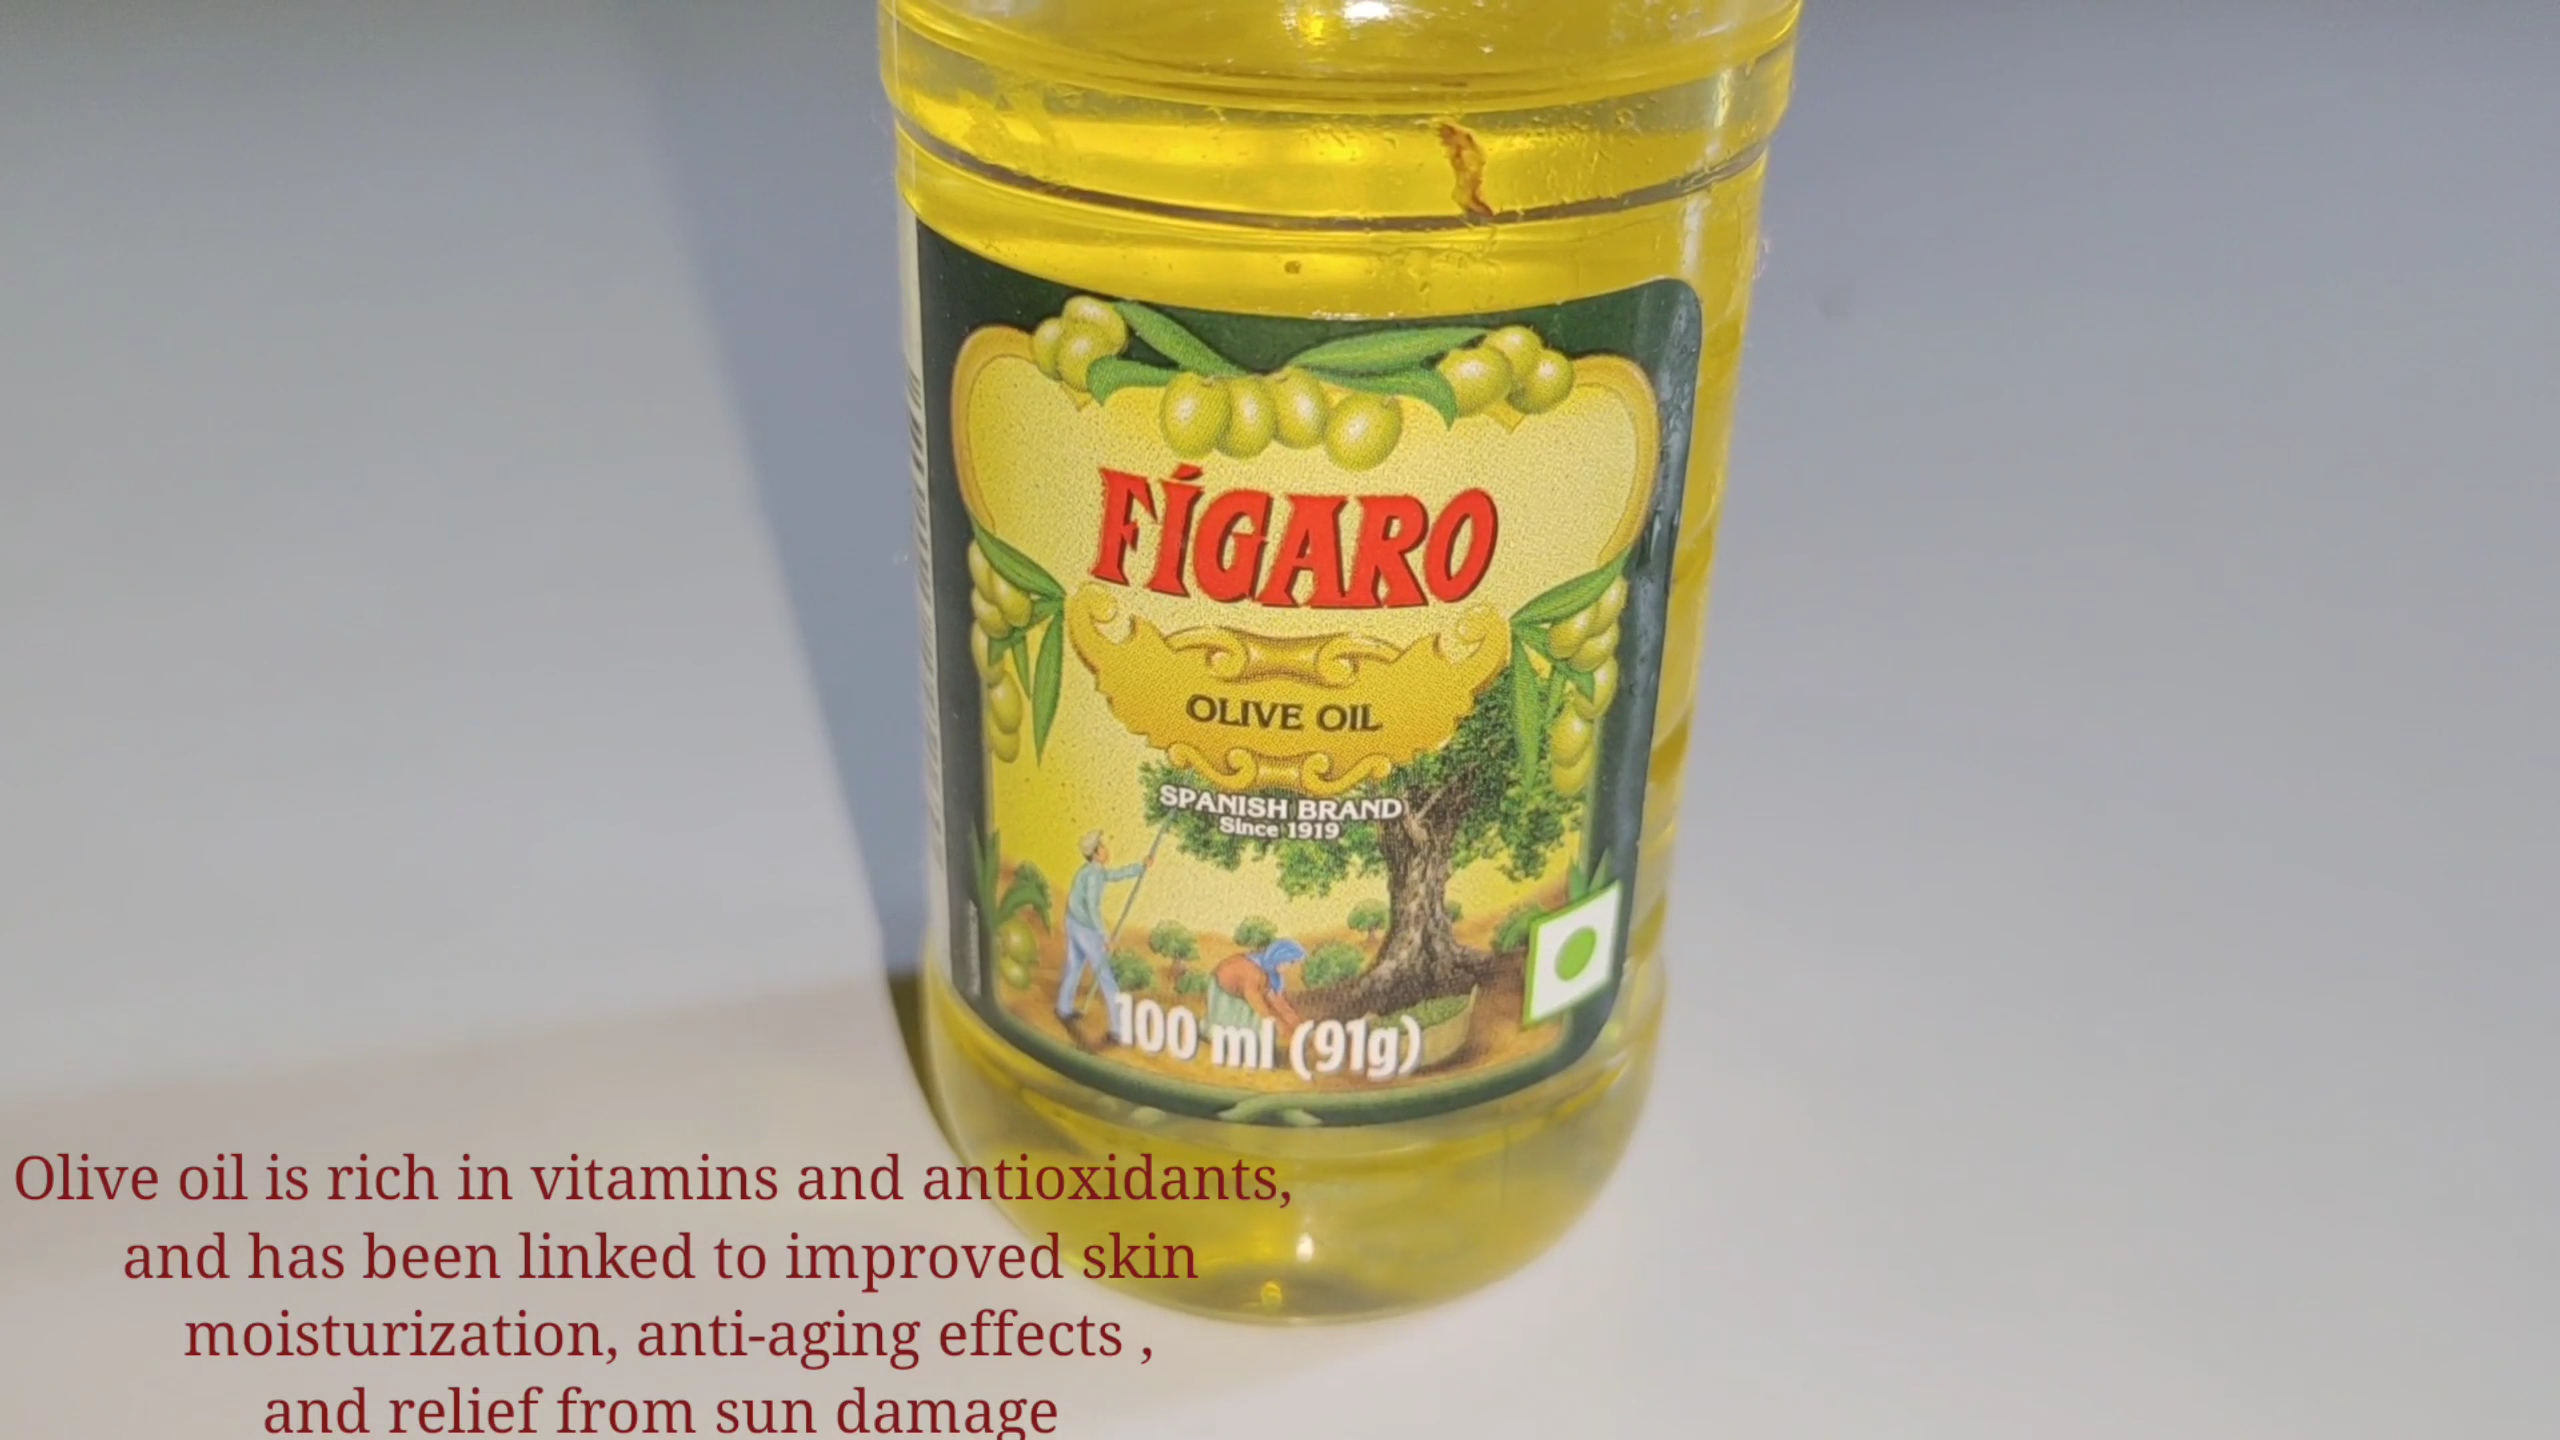 FÍGARO
OLIVE OIL
SPANISH BRAND
Since 1919
100 ml (91g)
Olive oil is rich in vitamins and antioxidants,
and has been linked to improved skin
moisturization, anti-aging effects ,
and relief from sun damage